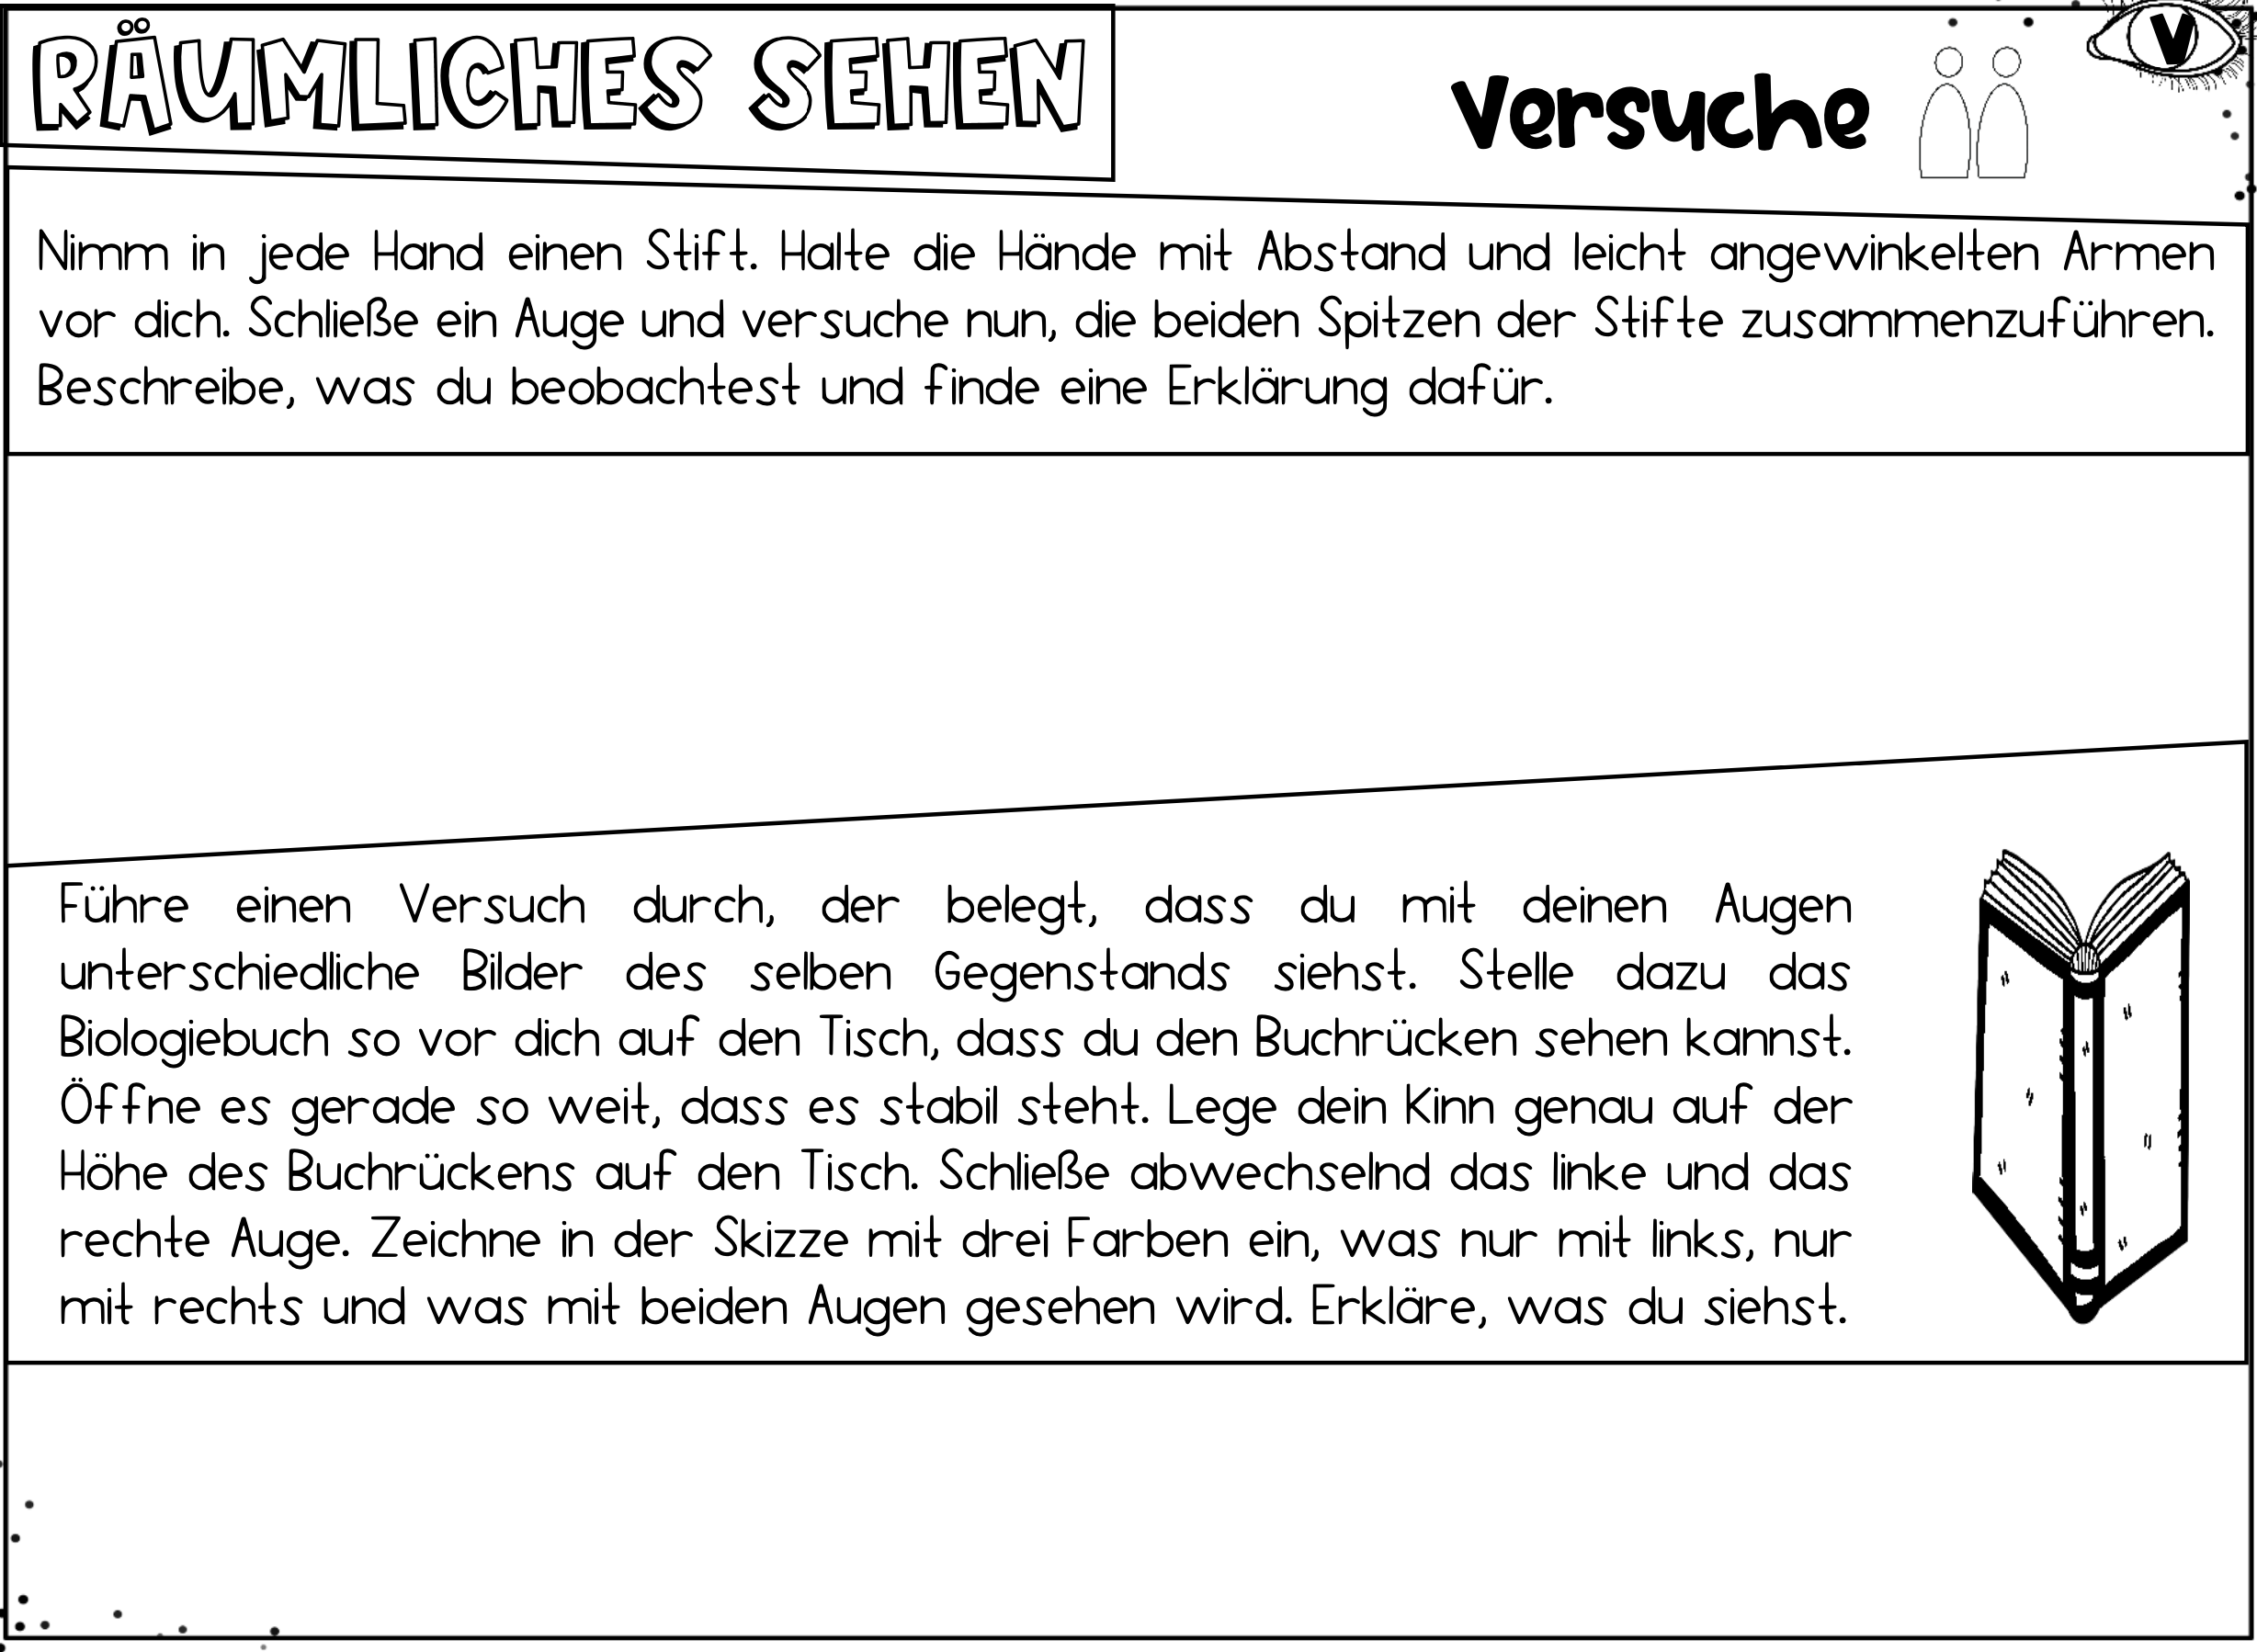 RÄUMLICHES SEHEN
Versuche
V
Nimm in jede Hand einen Stift. Halte die Hände mit Abstand und leicht angewinkelten Armen
vor dich. Schließe ein Auge und versuche nun, die beiden Spitzen der Stifte zusammenzuführen.
Beschreibe, was du beobachtest und finde eine Erklärung dafür.
Führe einen Versuch durch, der belegt, dass du mit deinen Augen
unterschiedliche Bilder des selben Gegenstands siehst. Stelle dazu das
Biologiebuch so vor dich auf den Tisch, dass du den Buchrücken sehen kannst.
Öffne es gerade so weit, dass es stabil steht. Lege dein Kinn genau auf der
Höhe des Buchrückens auf den Tisch. Schließe abwechselnd das linke und das
rechte Auge. Zeichne in der Skizze mit drei Farben ein, was nur mit links, nur
mit rechts und was mit beiden Augen gesehen wird. Erkläre, was du siehst.